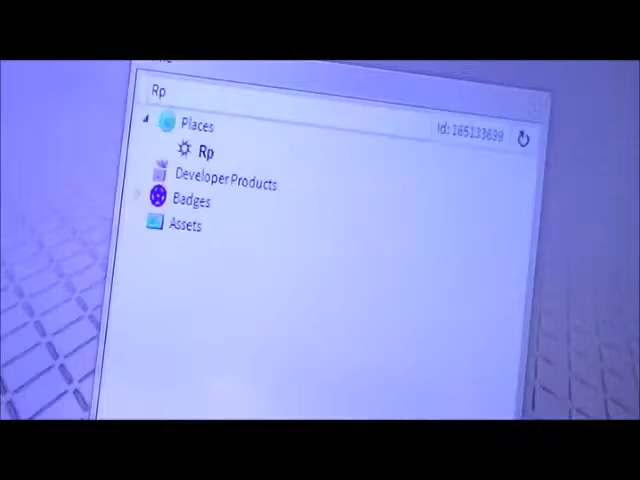 Rp
Id: 165133699
Places
Rp
Developer Products
Badges
Assets